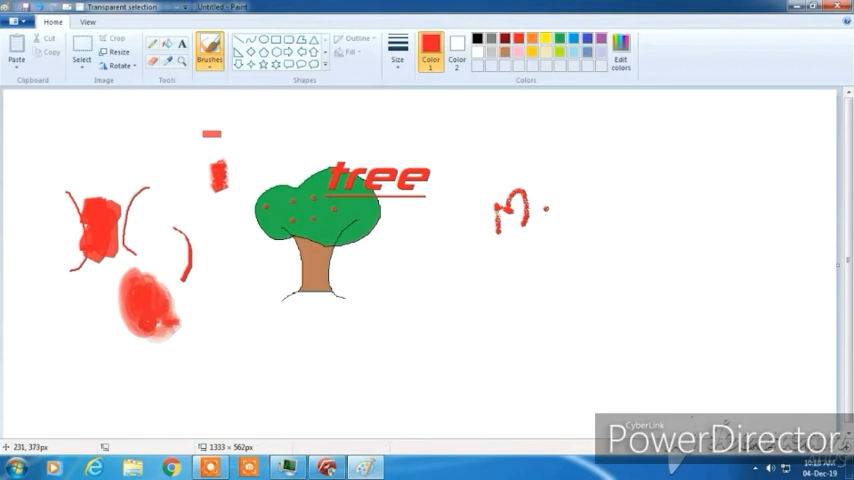 Transparent selection
Untitled - Paint
Home View
Cut
Copy
Paste
Clipboard
Crop
Resize
Rotate
Select
Image
A
Tools
Brushes
Outline
Fill
Shapes
Size
Color
1
Color
2
Edit
colors
Colors
tree
M.
CyberLink
PowerDirector
231, 373px
1333 × 562px
04-Dec-19